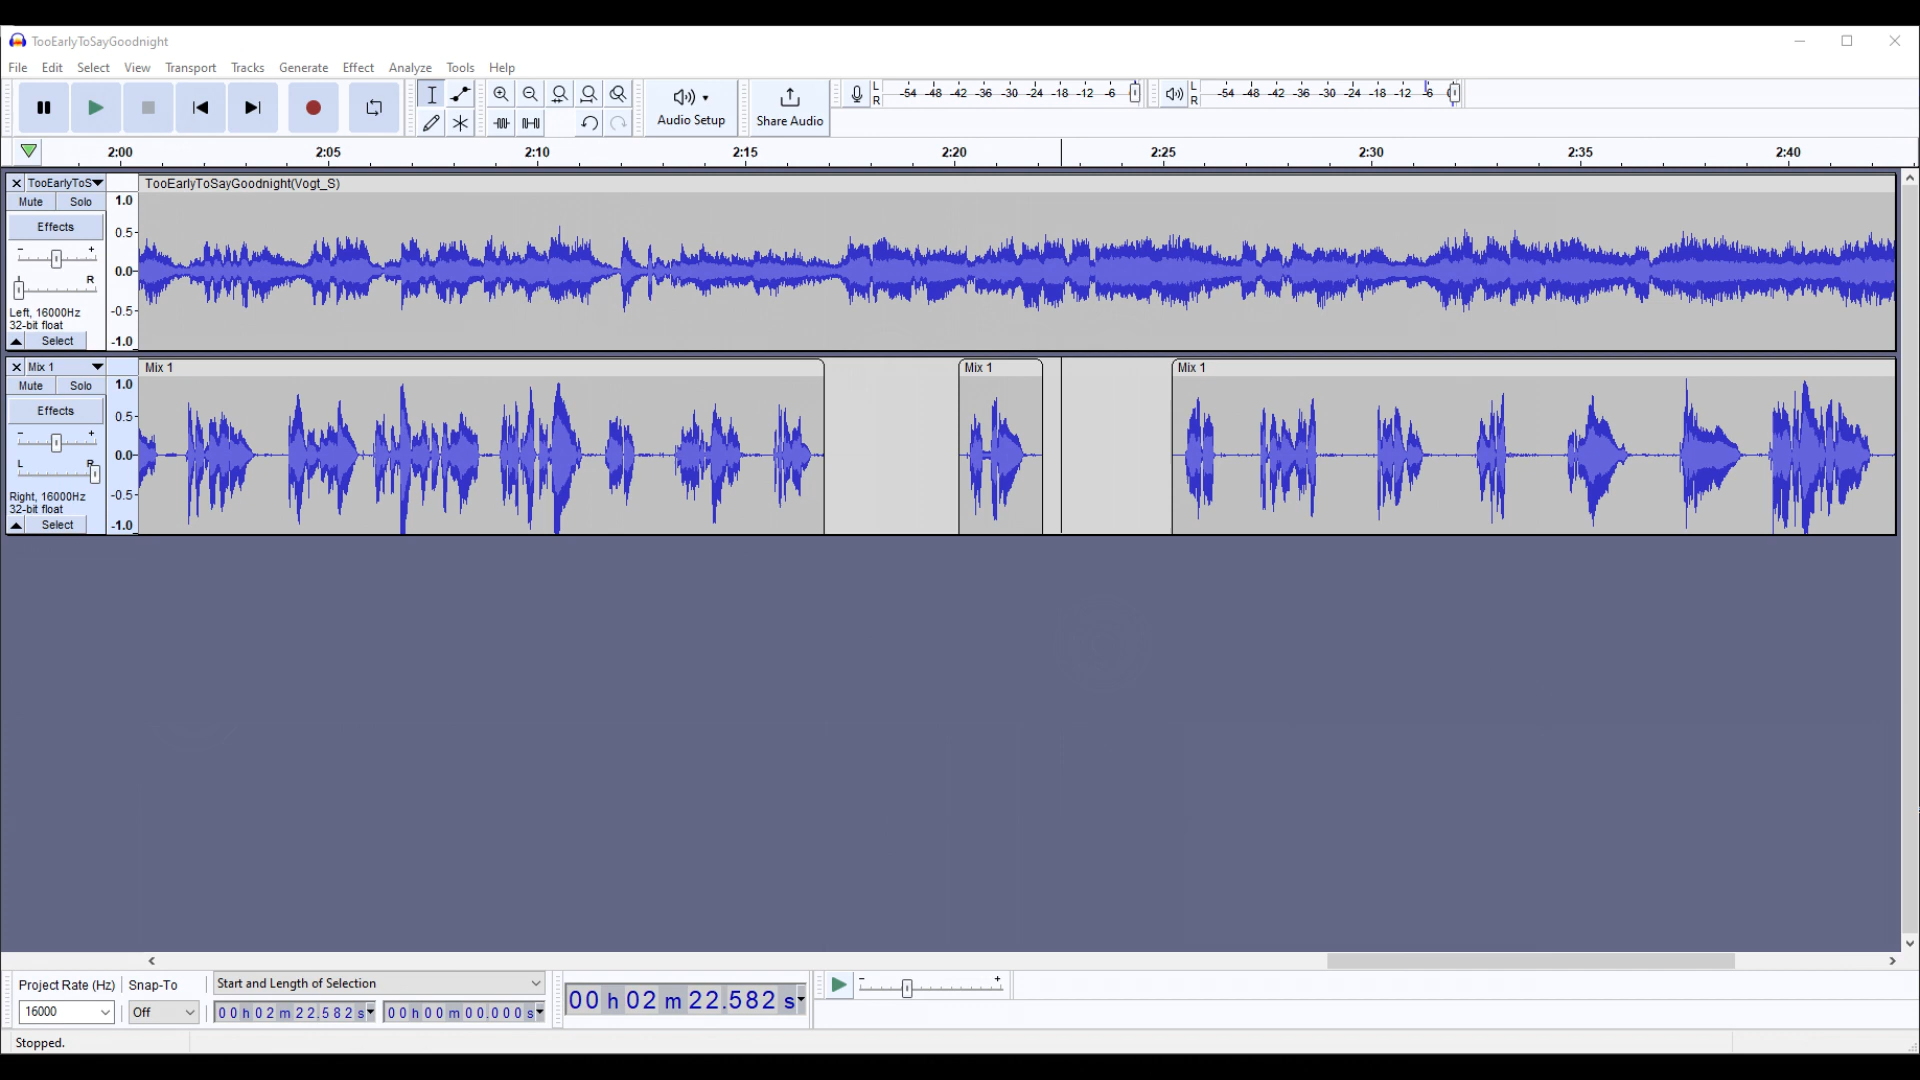 TooEarlyToSayGoodnight
File Edit Select View Transport Tracks Generate Effect Analyze Tools Help
Audio Setup
Share Audio
L R
-54 -48 -42 -36 -30 -24 -18 -12 -6
L R
-54 -48 -42 -36 -30 -24 -18 -12 -6
2:00 2:05 2:10 2:15 2:20 2:25 2:30 2:35 2:40
TooEarlyToS
TooEarlyToSayGoodnight(Vogt_S)
Mute Solo
Effects
- +
L R
Left, 16000Hz
32-bit float
Select
1.0
0.5
0.0
-0.5
-1.0
Mix 1
Mix 1 Mix 1 Mix 1
Mute Solo
Effects
- +
L R
Right, 16000Hz
32-bit float
Select
1.0
0.5
0.0
-0.5
-1.0
Project Rate (Hz) Snap-To Start and Length of Selection
16000 Off 00 h 02 m 22.582 s 00 h 00 m 00.000 s
00 h 02 m 22.582 s
- +
Stopped.